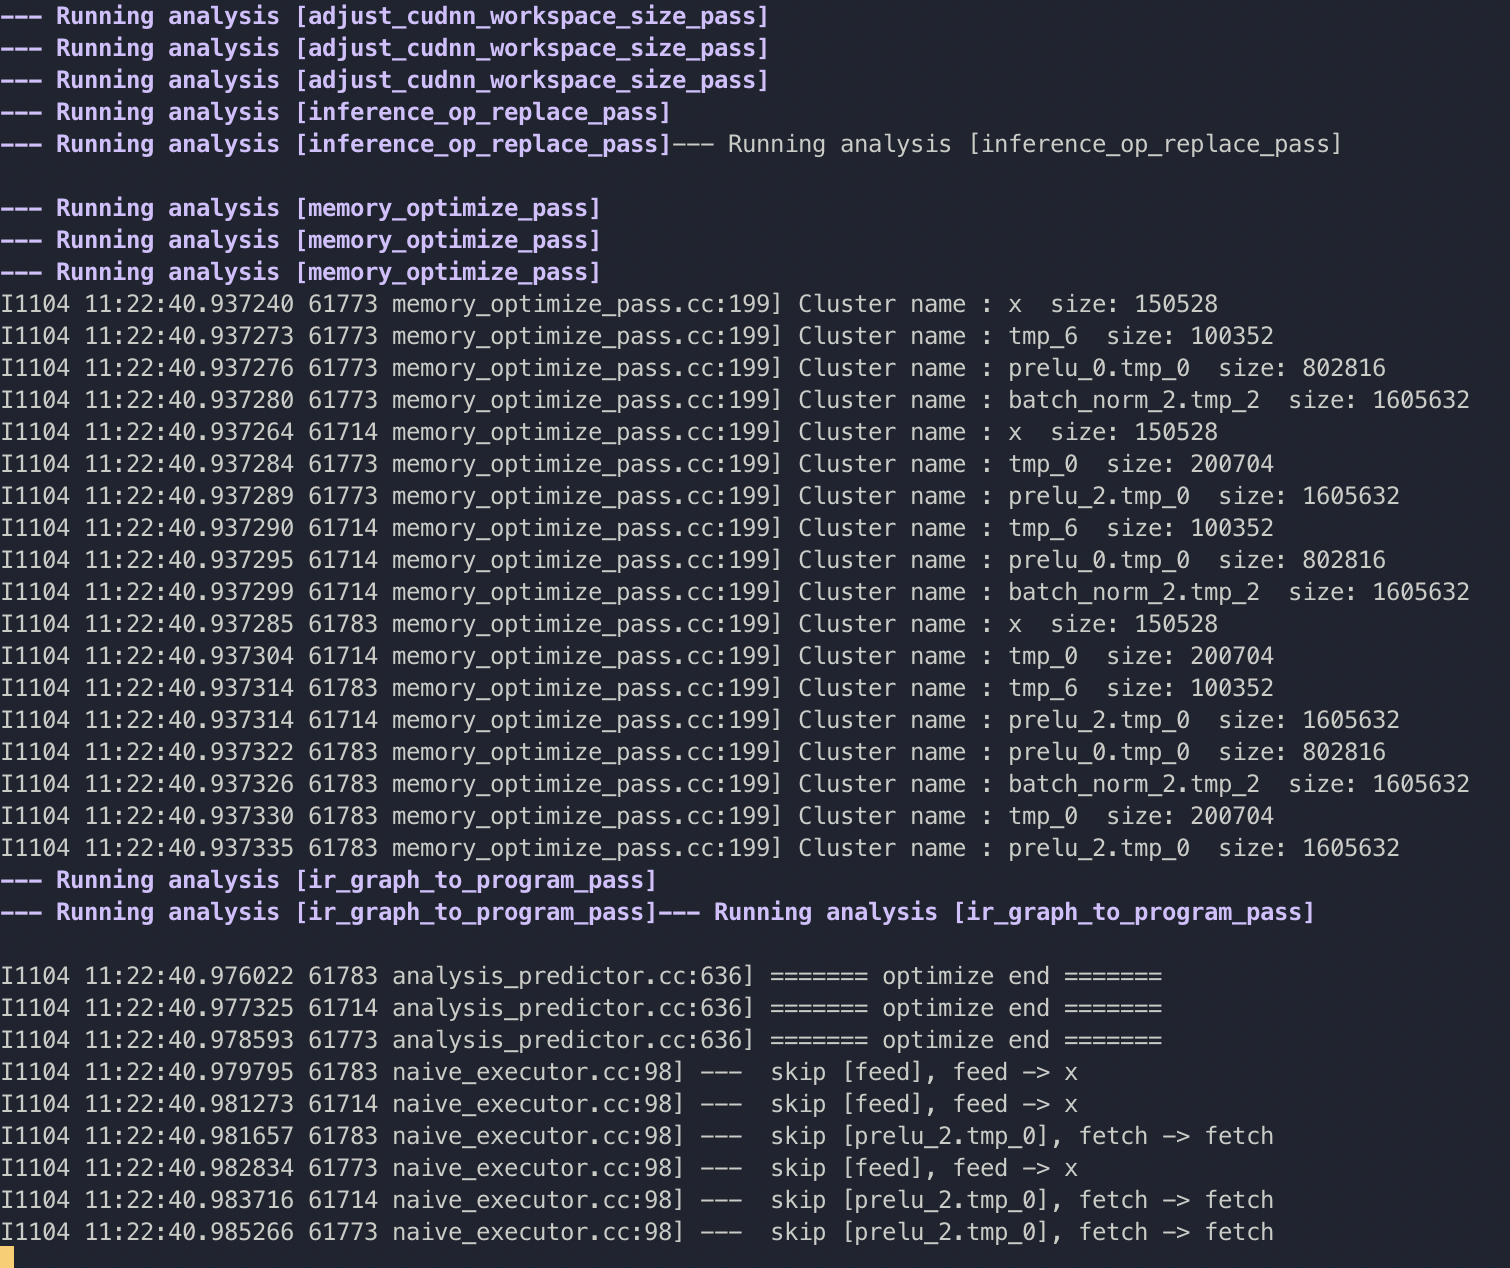 --- Running analysis [adjust_cudnn_workspace_size_pass]
--- Running analysis [adjust_cudnn_workspace_size_pass]
--- Running analysis [adjust_cudnn_workspace_size_pass]
--- Running analysis [inference_op_replace_pass]
--- Running analysis [inference_op_replace_pass]--- Running analysis [inference_op_replace_pass]
--- Running analysis [memory_optimize_pass]
--- Running analysis [memory_optimize_pass]
--- Running analysis [memory_optimize_pass]
I1104 11:22:40.937240 61773 memory_optimize_pass.cc:199] Cluster name : x  size: 150528
I1104 11:22:40.937273 61773 memory_optimize_pass.cc:199] Cluster name : tmp_6  size: 100352
I1104 11:22:40.937276 61773 memory_optimize_pass.cc:199] Cluster name : prelu_0.tmp_0  size: 802816
I1104 11:22:40.937280 61773 memory_optimize_pass.cc:199] Cluster name : batch_norm_2.tmp_2  size: 1605632
I1104 11:22:40.937264 61714 memory_optimize_pass.cc:199] Cluster name : x  size: 150528
I1104 11:22:40.937284 61773 memory_optimize_pass.cc:199] Cluster name : tmp_0  size: 200704
I1104 11:22:40.937289 61773 memory_optimize_pass.cc:199] Cluster name : prelu_2.tmp_0  size: 1605632
I1104 11:22:40.937290 61714 memory_optimize_pass.cc:199] Cluster name : tmp_6  size: 100352
I1104 11:22:40.937295 61714 memory_optimize_pass.cc:199] Cluster name : prelu_0.tmp_0  size: 802816
I1104 11:22:40.937299 61714 memory_optimize_pass.cc:199] Cluster name : batch_norm_2.tmp_2  size: 1605632
I1104 11:22:40.937285 61783 memory_optimize_pass.cc:199] Cluster name : x  size: 150528
I1104 11:22:40.937304 61714 memory_optimize_pass.cc:199] Cluster name : tmp_0  size: 200704
I1104 11:22:40.937314 61783 memory_optimize_pass.cc:199] Cluster name : tmp_6  size: 100352
I1104 11:22:40.937314 61714 memory_optimize_pass.cc:199] Cluster name : prelu_2.tmp_0  size: 1605632
I1104 11:22:40.937322 61783 memory_optimize_pass.cc:199] Cluster name : prelu_0.tmp_0  size: 802816
I1104 11:22:40.937326 61783 memory_optimize_pass.cc:199] Cluster name : batch_norm_2.tmp_2  size: 1605632
I1104 11:22:40.937330 61783 memory_optimize_pass.cc:199] Cluster name : tmp_0  size: 200704
I1104 11:22:40.937335 61783 memory_optimize_pass.cc:199] Cluster name : prelu_2.tmp_0  size: 1605632
--- Running analysis [ir_graph_to_program_pass]
--- Running analysis [ir_graph_to_program_pass]--- Running analysis [ir_graph_to_program_pass]
I1104 11:22:40.976022 61783 analysis_predictor.cc:636] ======= optimize end =======
I1104 11:22:40.977325 61714 analysis_predictor.cc:636] ======= optimize end =======
I1104 11:22:40.978593 61773 analysis_predictor.cc:636] ======= optimize end =======
I1104 11:22:40.979795 61783 naive_executor.cc:98] ---  skip [feed], feed -> x
I1104 11:22:40.981273 61714 naive_executor.cc:98] ---  skip [feed], feed -> x
I1104 11:22:40.981657 61783 naive_executor.cc:98] ---  skip [prelu_2.tmp_0], fetch -> fetch
I1104 11:22:40.982834 61773 naive_executor.cc:98] ---  skip [feed], feed -> x
I1104 11:22:40.983716 61714 naive_executor.cc:98] ---  skip [prelu_2.tmp_0], fetch -> fetch
I1104 11:22:40.985266 61773 naive_executor.cc:98] ---  skip [prelu_2.tmp_0], fetch -> fetch